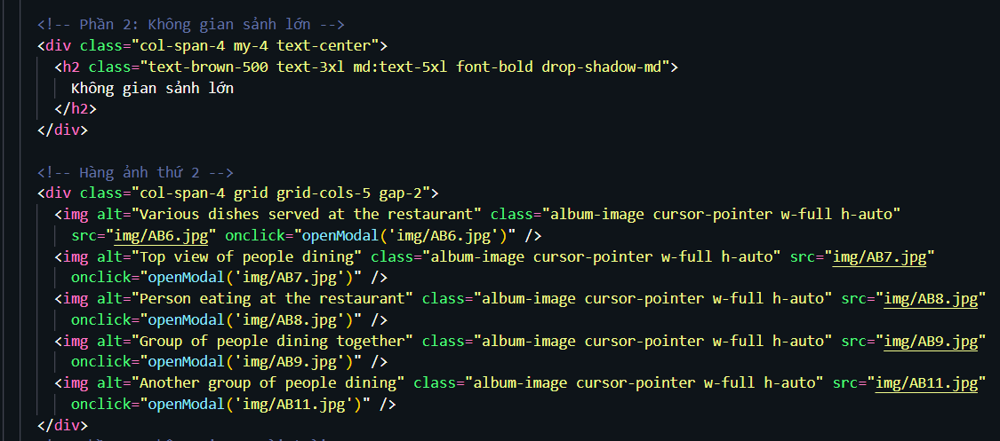 <!-- Phần 2: Không gian sảnh lớn -->
<div class="col-span-4 my-4 text-center">
<h2 class="text-brown-500 text-3xl md:text-5xl font-bold drop-shadow-md">
Không gian sảnh lớn
</h2>
</div>
<!-- Hàng ảnh thứ 2 -->
<div class="col-span-4 grid grid-cols-5 gap-2">
<img alt="Various dishes served at the restaurant" class="album-image cursor-pointer w-full h-auto"
src="img/AB6.jpg" onclick="openModal('img/AB6.jpg')" />
<img alt="Top view of people dining" class="album-image cursor-pointer w-full h-auto" src="img/AB7.jpg"
onclick="openModal('img/AB7.jpg')" />
<img alt="Person eating at the restaurant" class="album-image cursor-pointer w-full h-auto" src="img/AB8.jpg"
onclick="openModal('img/AB8.jpg')" />
<img alt="Group of people dining together" class="album-image cursor-pointer w-full h-auto" src="img/AB9.jpg"
onclick="openModal('img/AB9.jpg')" />
<img alt="Another group of people dining" class="album-image cursor-pointer w-full h-auto" src="img/AB11.jpg"
onclick="openModal('img/AB11.jpg')" />
</div>